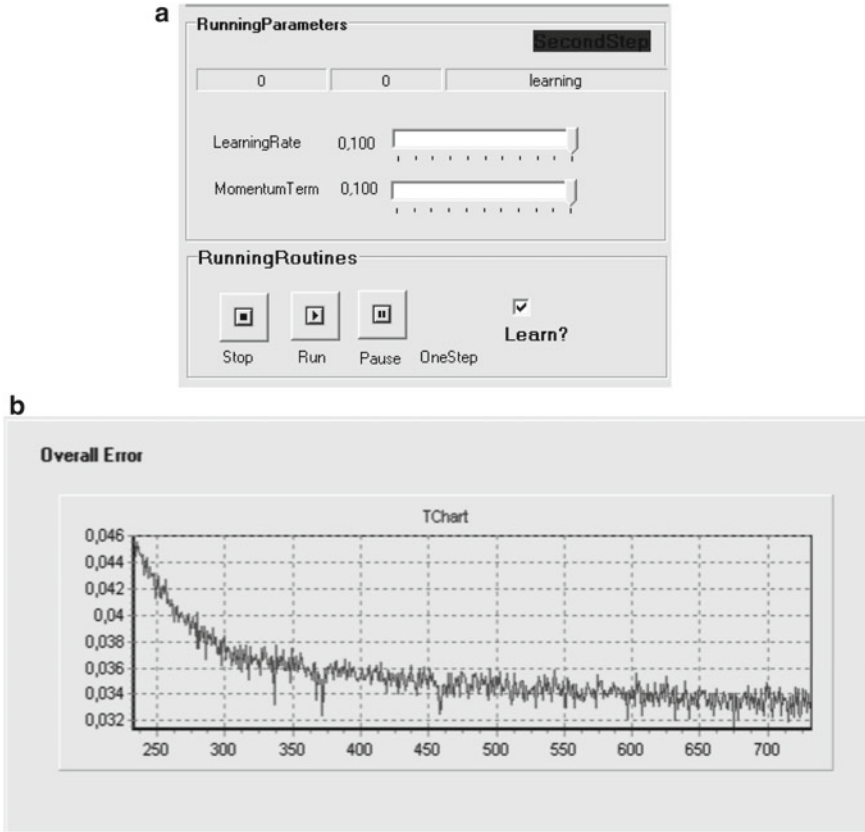 a
RunningParameters
SecondStep
0 0 learning
LearningRate 0,100
MomentumTerm 0,100
RunningRoutines
Learn?
Stop Run Pause OneStep
b
Overall Error
TChart
0,046
0,044
0,042
0,04
0,038
0,036
0,034
0,032
250 300 350 400 450 500 550 600 650 700